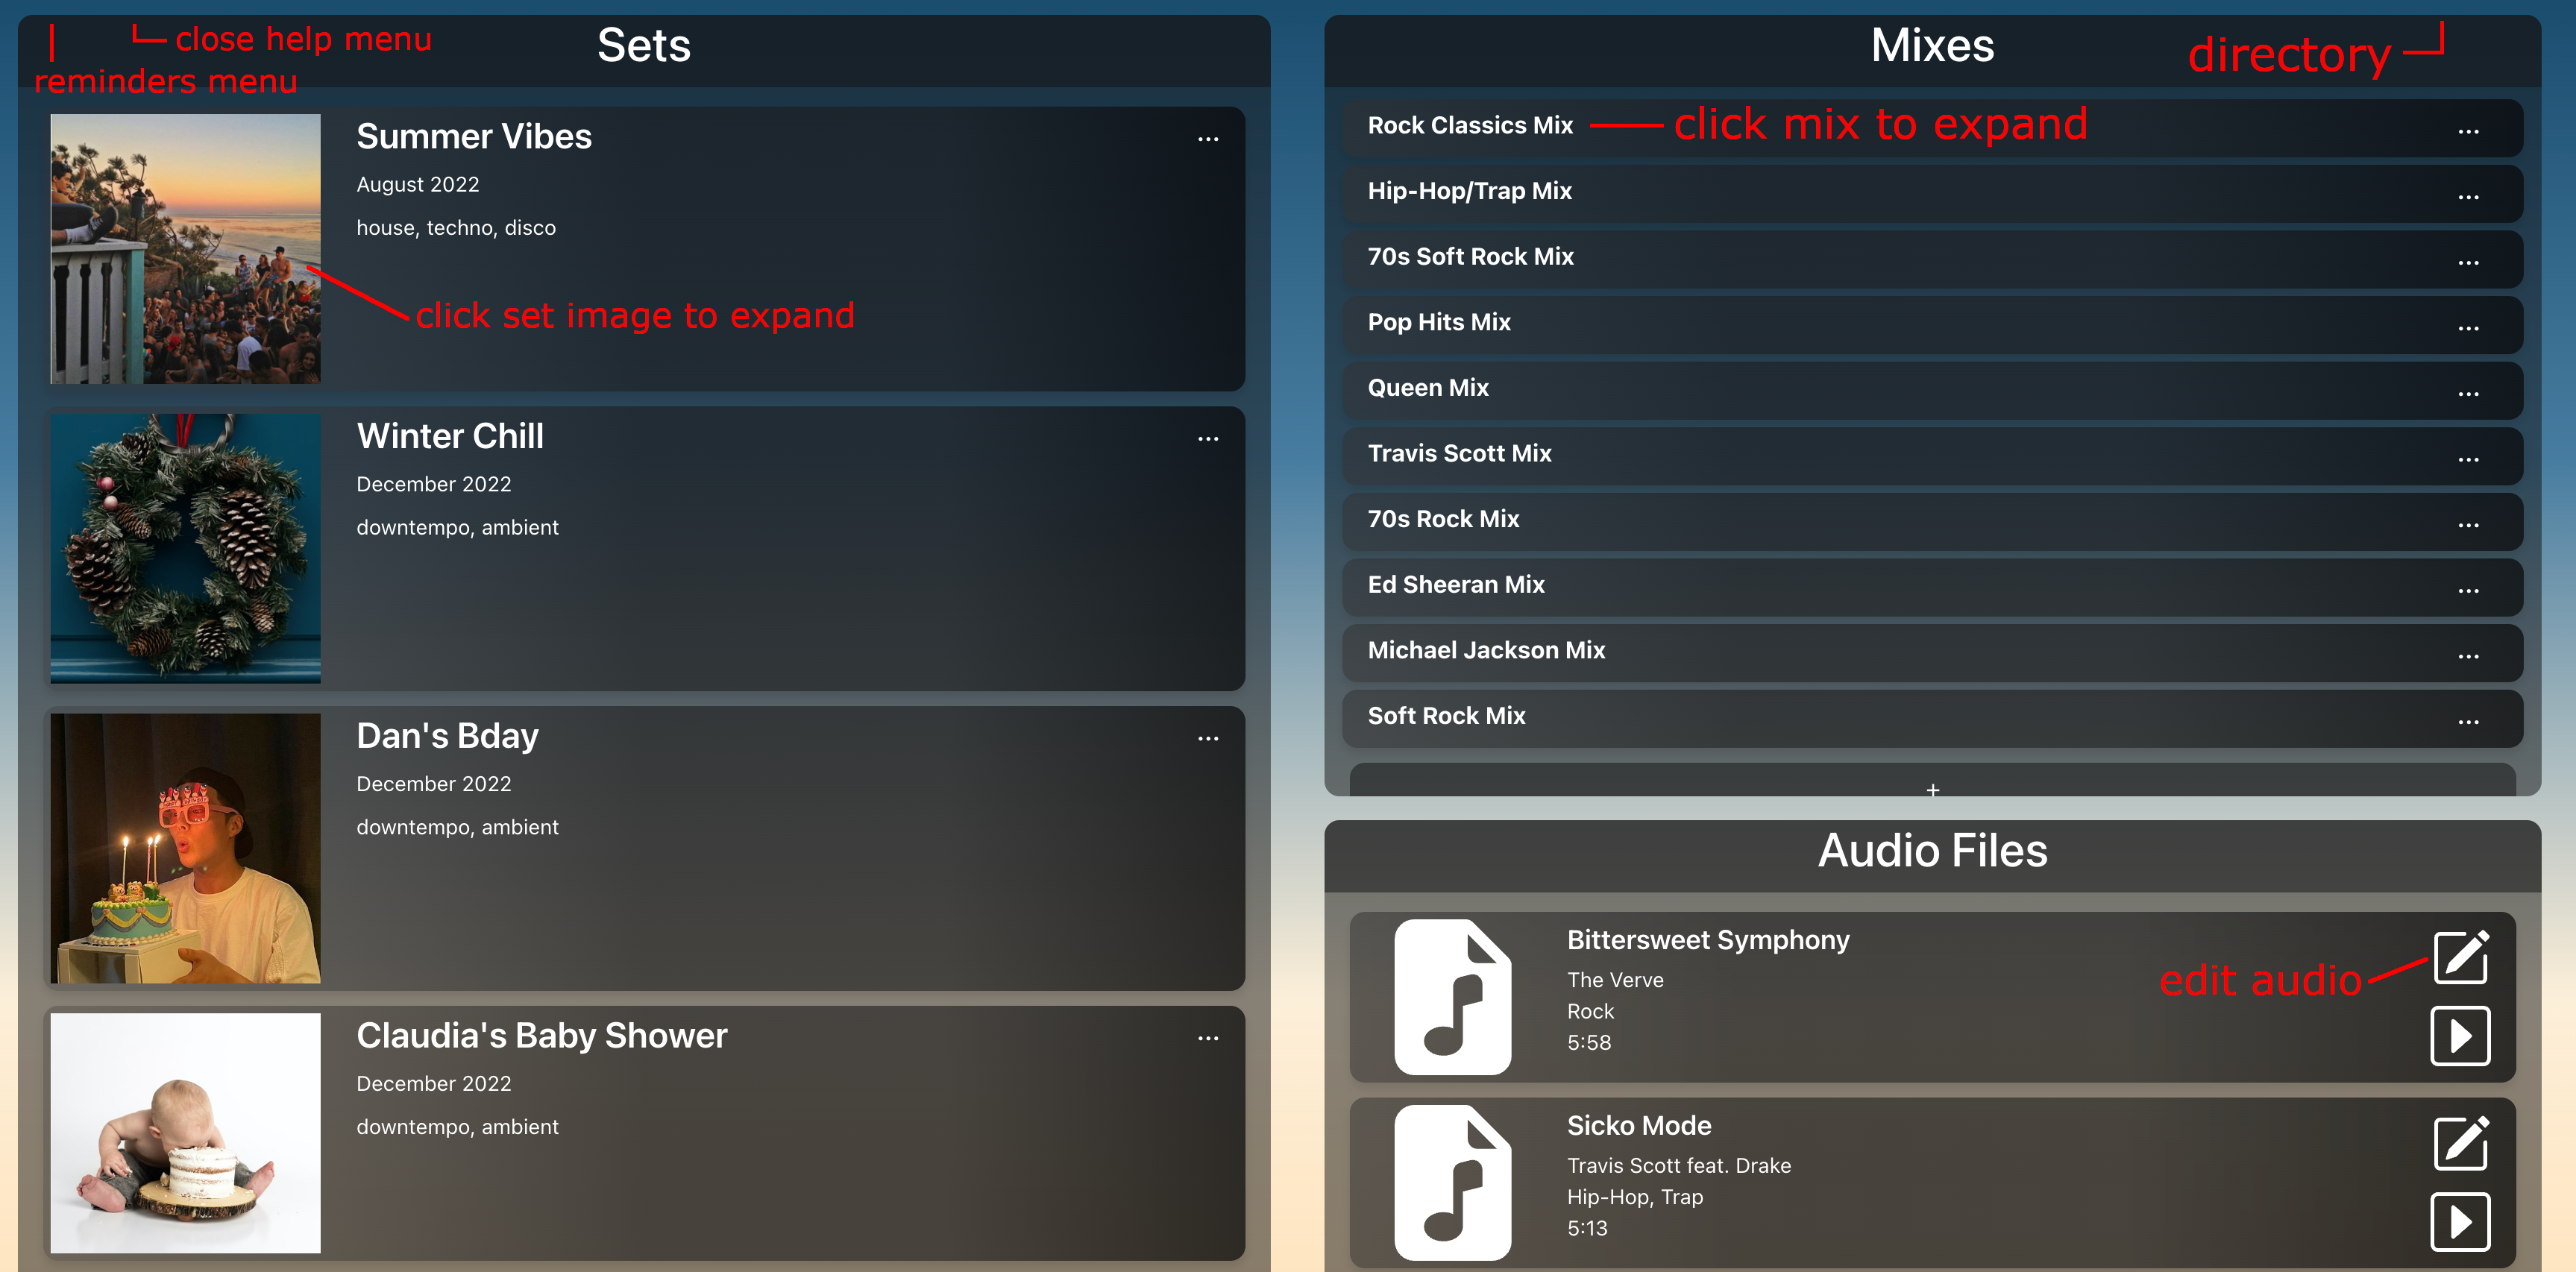 close help menu
reminders menu
Sets
Summer Vibes
...
August 2022
house, techno, disco
click set image to expand
Winter Chill
...
December 2022
downtempo, ambient
Dan's Bday
...
December 2022
downtempo, ambient
Claudia's Baby Shower
...
December 2022
downtempo, ambient
Mixes
directory
Rock Classics Mix
click mix to expand
...
Hip-Hop/Trap Mix
...
70s Soft Rock Mix
...
Pop Hits Mix
...
Queen Mix
...
Travis Scott Mix
...
70s Rock Mix
...
Ed Sheeran Mix
...
Michael Jackson Mix
...
Soft Rock Mix
...
+
Audio Files
Bittersweet Symphony
The Verve
Rock
5:58
edit audio
Sicko Mode
Travis Scott feat. Drake
Hip-Hop, Trap
5:13